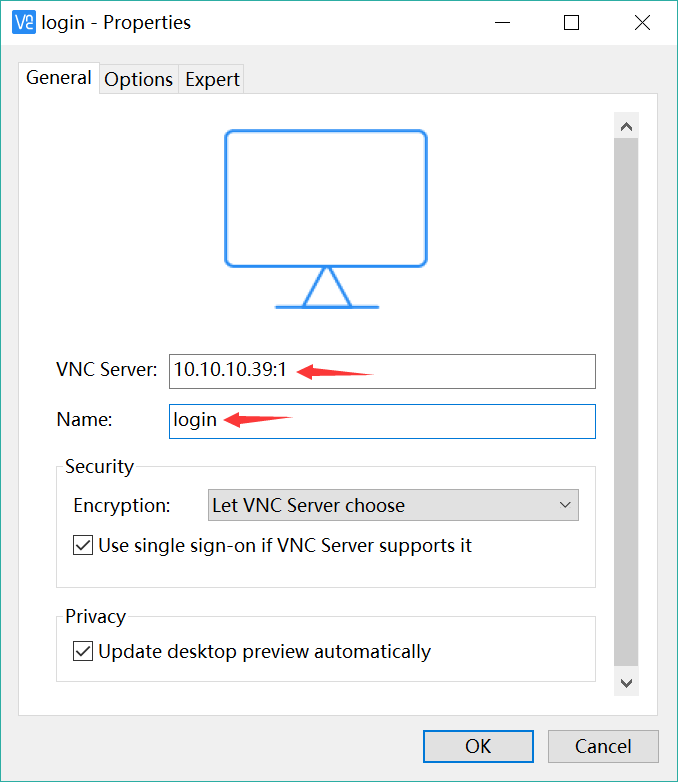 login - Properties
General Options Expert
VNC Server: 10.10.10.39:1
Name: login
Security
Encryption: Let VNC Server choose
Use single sign-on if VNC Server supports it
Privacy
Update desktop preview automatically
OK Cancel